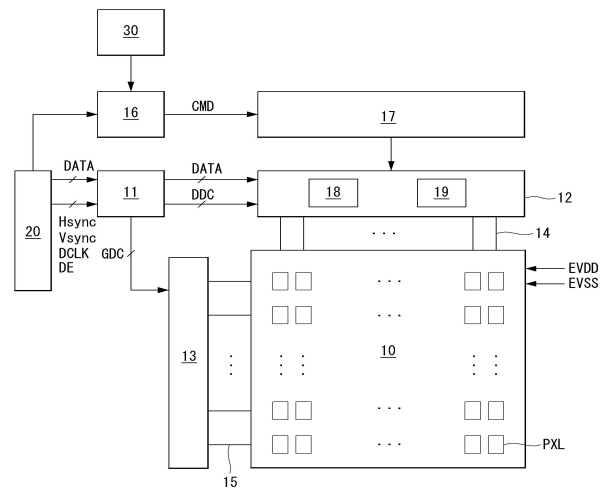 30
16
CMD
17
DATA
DATA
11
DDC
18
19
12
20
Hsync
Vsync
DCLK
DE
GDC
. . .
14
EVDD
EVSS
. . .
. . .
13
10
. . .
. . .
PXL
15